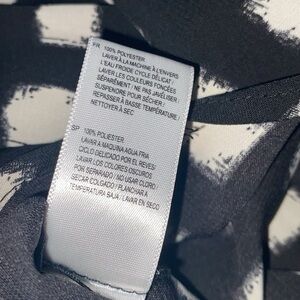 FR 100% POLYESTER
LAVER À LA MACHINE À L'ENVERS
L'EAU FROIDE CYCLE DÉLICAT /
LAVER LES COULEURS FONCÉES
SÉPARÉMENT / NE PAS JAVÉLISER /
SUSPENDRE POUR SÉCHER /
REPASSER À BASSE TEMPÉRATURE /
NETTOYER À SEC
SP 100% POLIESTER
LAVAR A MAQUINA AGUA FRIA
CICLO DELICADO POR EL REVES/
LAVAR LOS COLORES OSCUROS
POR SEPARADO / NO USAR CLORO /
SECAR COLGADO / PLANCHAR A
TEMPERATURA BAJA / LAVAR EN SECO